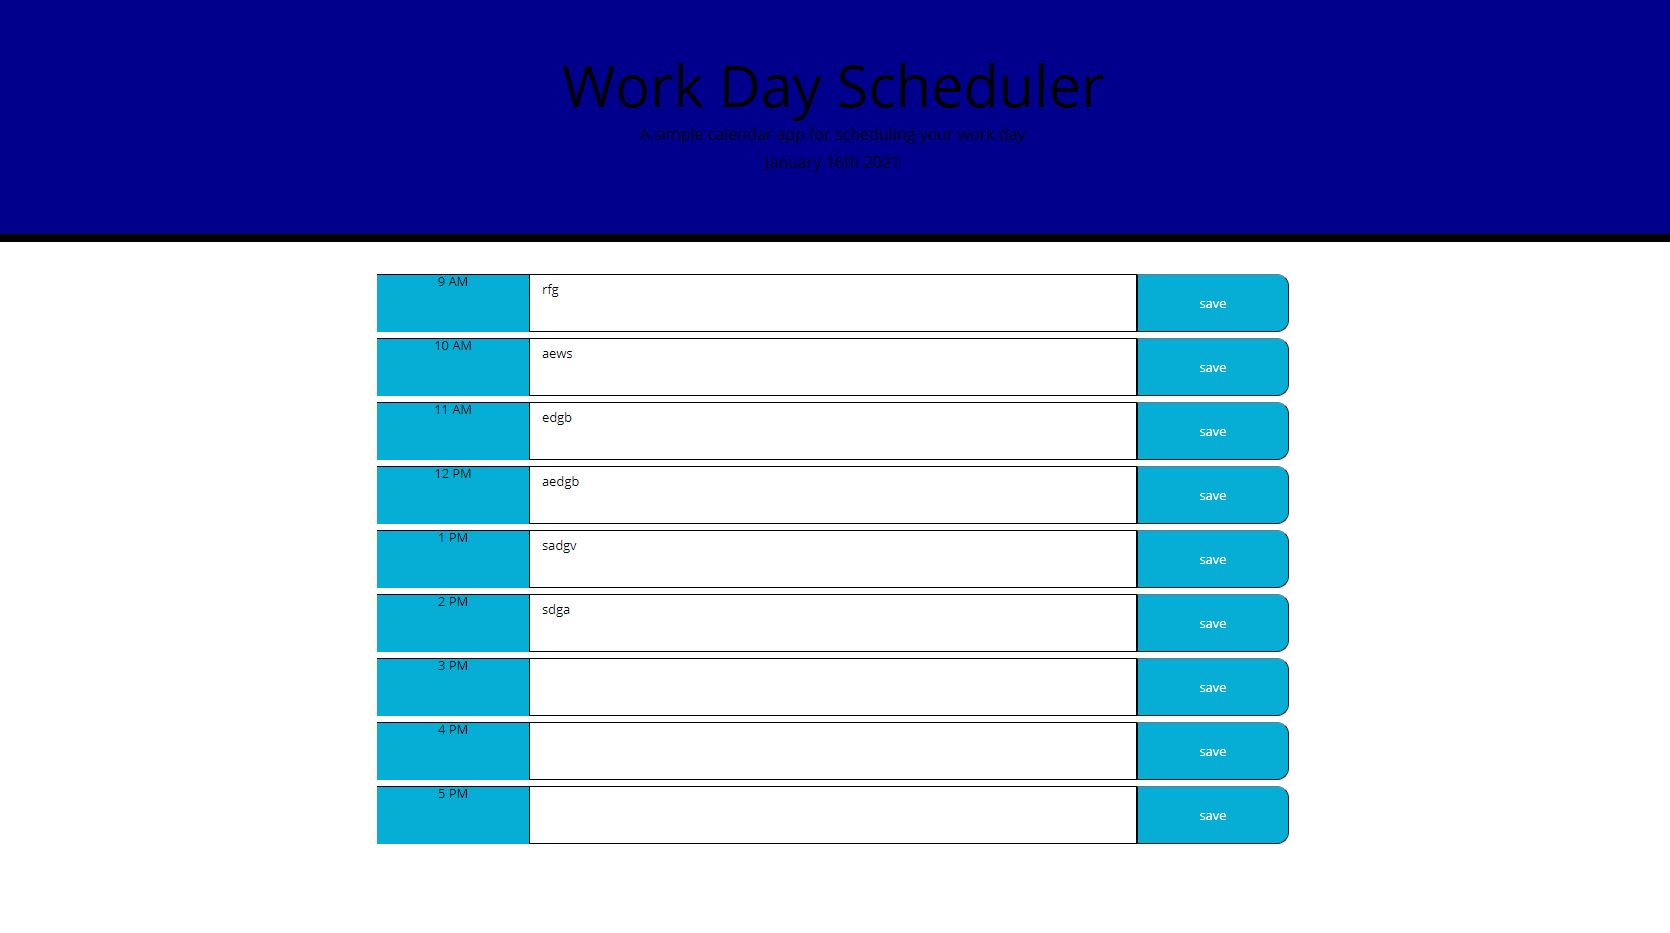 Work Day Scheduler
A simple calendar app for scheduling your work day
January 16th 2021
9 AM rfg save
10 AM aews save
11 AM edgb save
12 PM aedgb save
1 PM sadgv save
2 PM sdga save
3 PM save
4 PM save
5 PM save